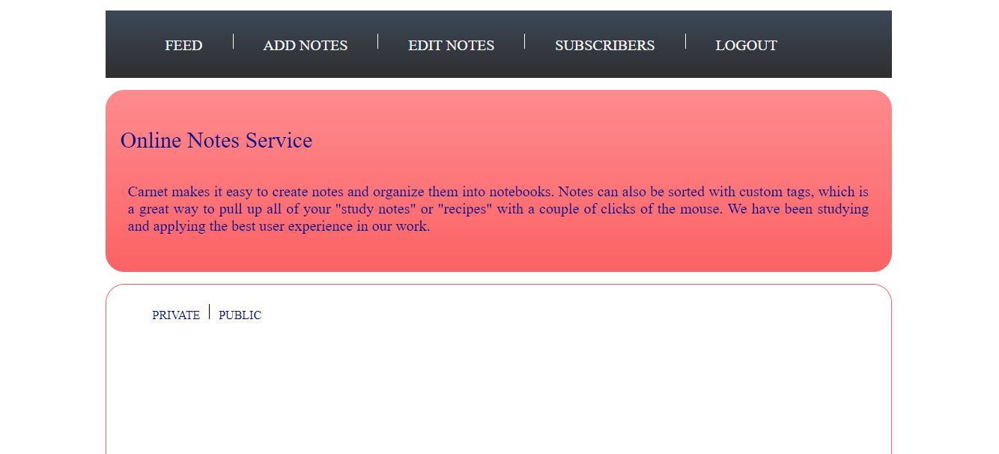 FEED ADD NOTES EDIT NOTES SUBSCRIBERS LOGOUT
Online Notes Service
Carnet makes it easy to create notes and organize them into notebooks. Notes can also be sorted with custom tags, which is
a great way to pull up all of your "study notes" or "recipes" with a couple of clicks of the mouse. We have been studying
and applying the best user experience in our work.
PRIVATE PUBLIC